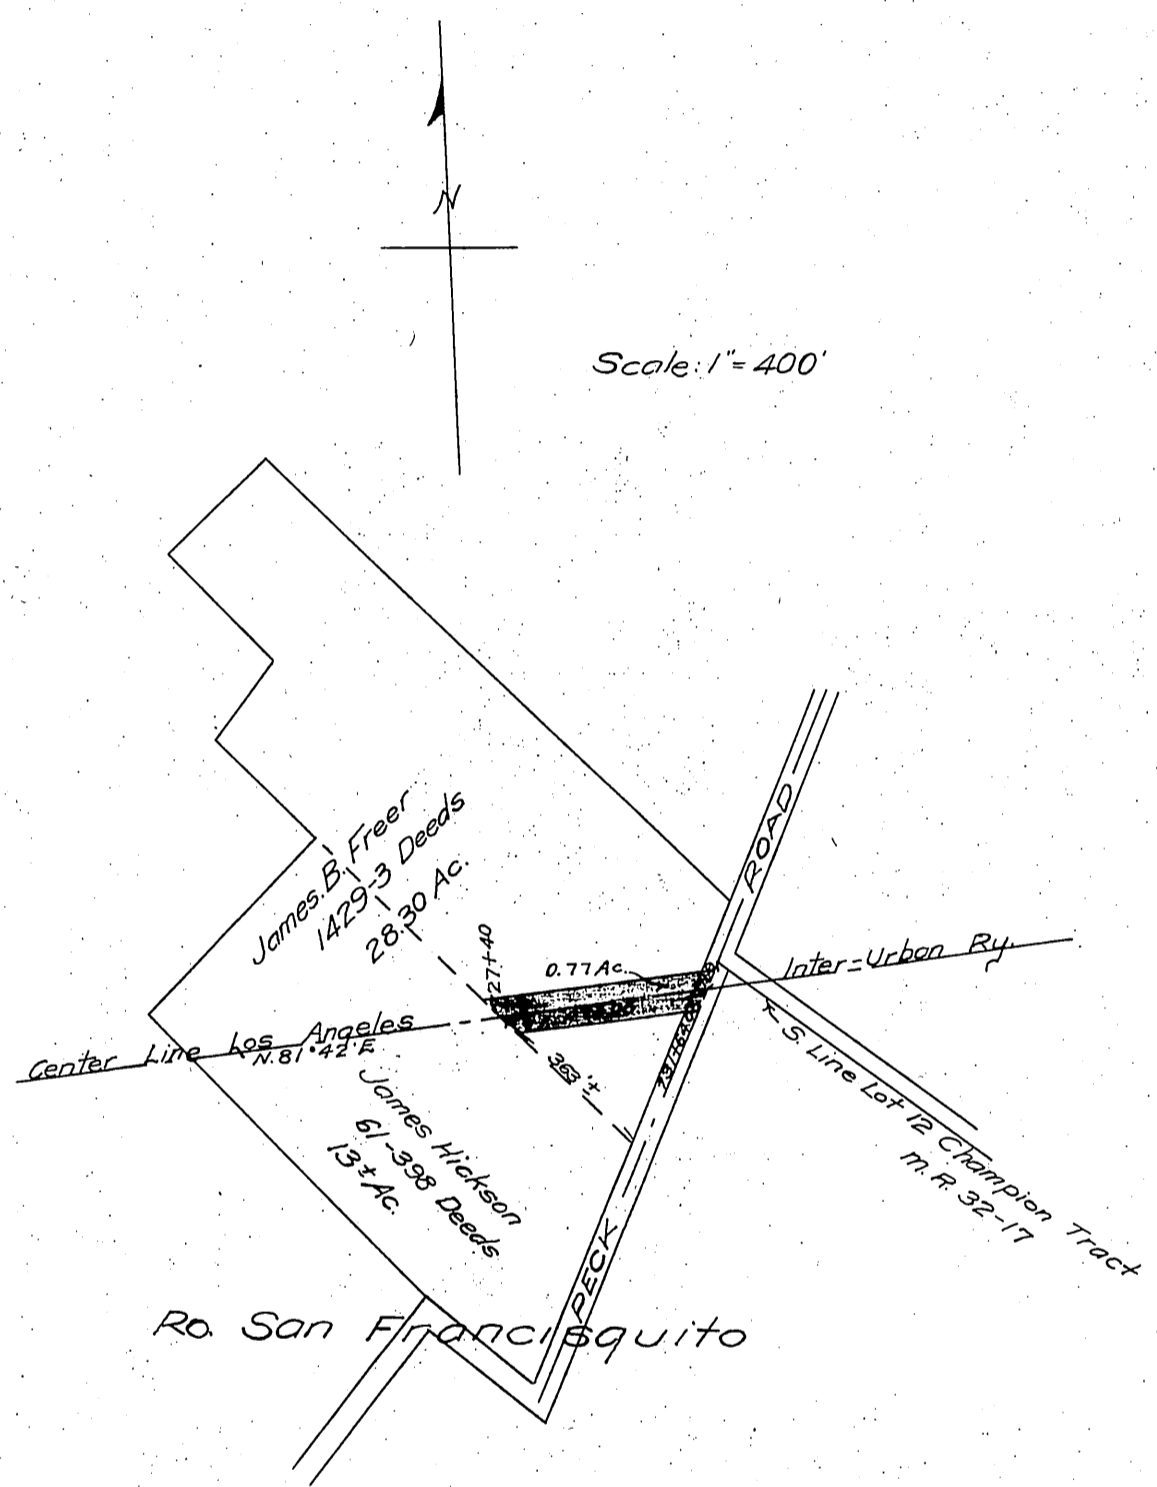 N
Scale: 1"= 400'
James. B. Freer
1429-3 Deeds
28.30 Ac.
ROAD
27+40
0.77 Ac.
Inter=Urban Ry.
Center Line Los Angeles
N. 81°42' E
363'±
S. Line Lot 12 Champion Tract
M. R. 32-17
James Hickson
61-398 Deeds
13± Ac.
PECK
Ro. San Francisquito